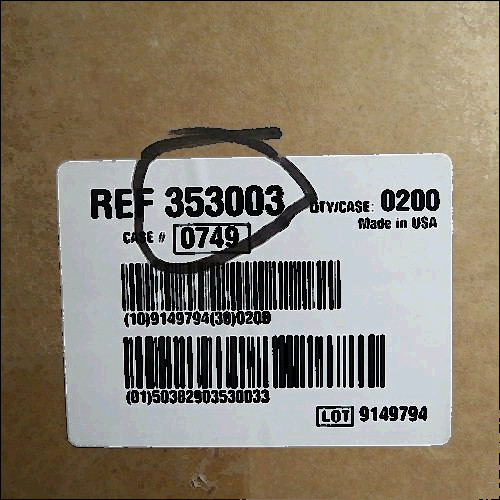 REF 353003 QTY/CASE: 0200
Made in USA
CASE # 0749
(10)9149794(30)0200
(01)50382903530033
LOT 9149794